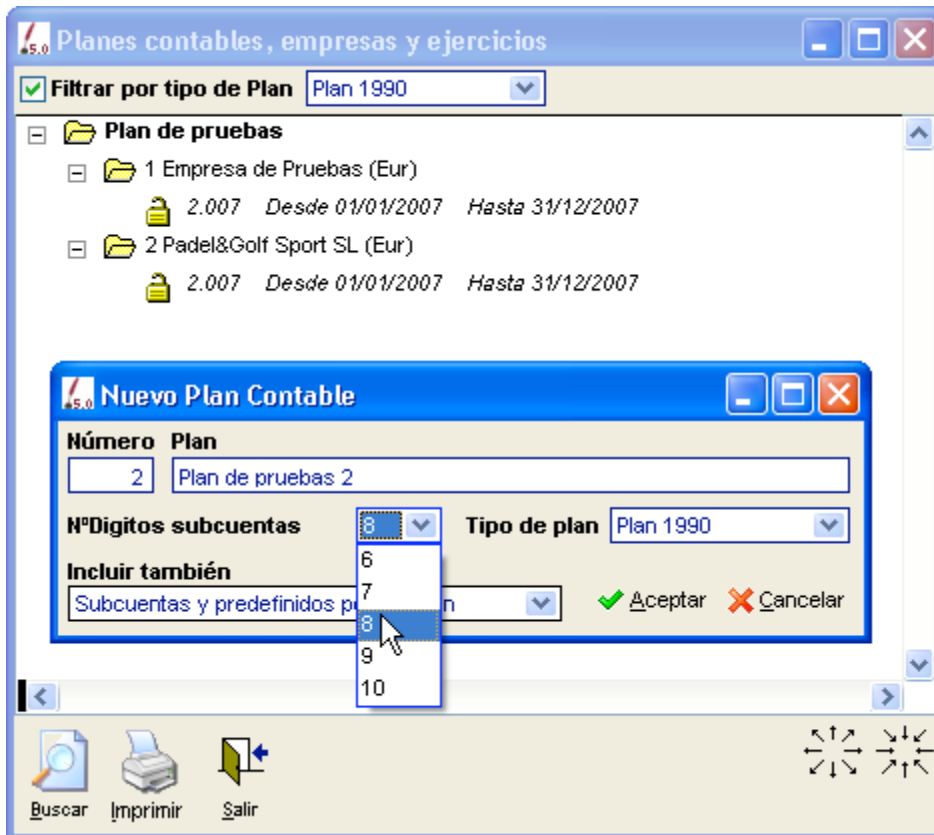 Planes contables, empresas y ejercicios
Filtrar por tipo de Plan Plan 1990
Plan de pruebas
1 Empresa de Pruebas (Eur)
2.007 Desde 01/01/2007 Hasta 31/12/2007
2 Padel&Golf Sport SL (Eur)
2.007 Desde 01/01/2007 Hasta 31/12/2007
5.0 Nuevo Plan Contable
Número Plan
2 Plan de pruebas 2
NºDigitos subcuentas 8 Tipo de plan Plan 1990
6
Incluir también
7
Subcuentas y predefinidos Aceptar Cancelar
8
9
10
Buscar Imprimir Salir